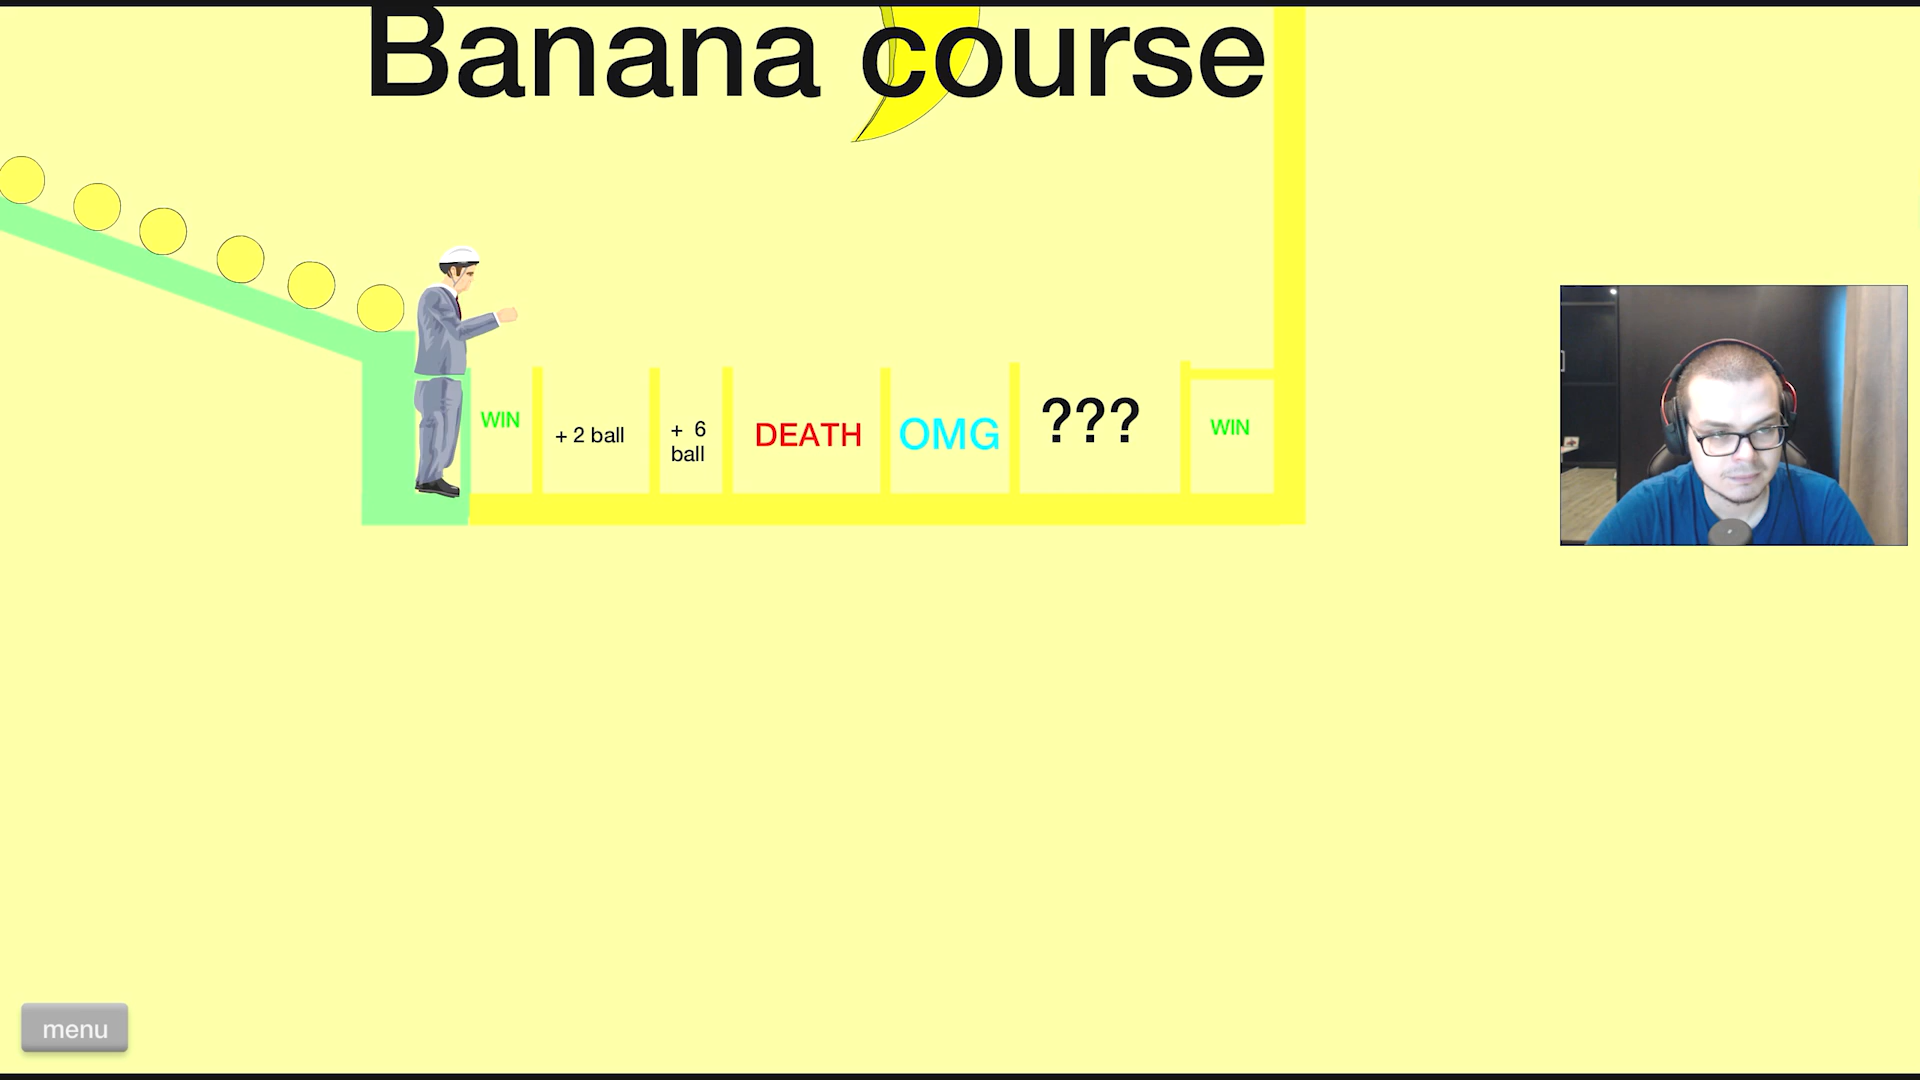 Banana course
WIN
+ 2 ball
+ 6
ball
DEATH
OMG
???
WIN
menu